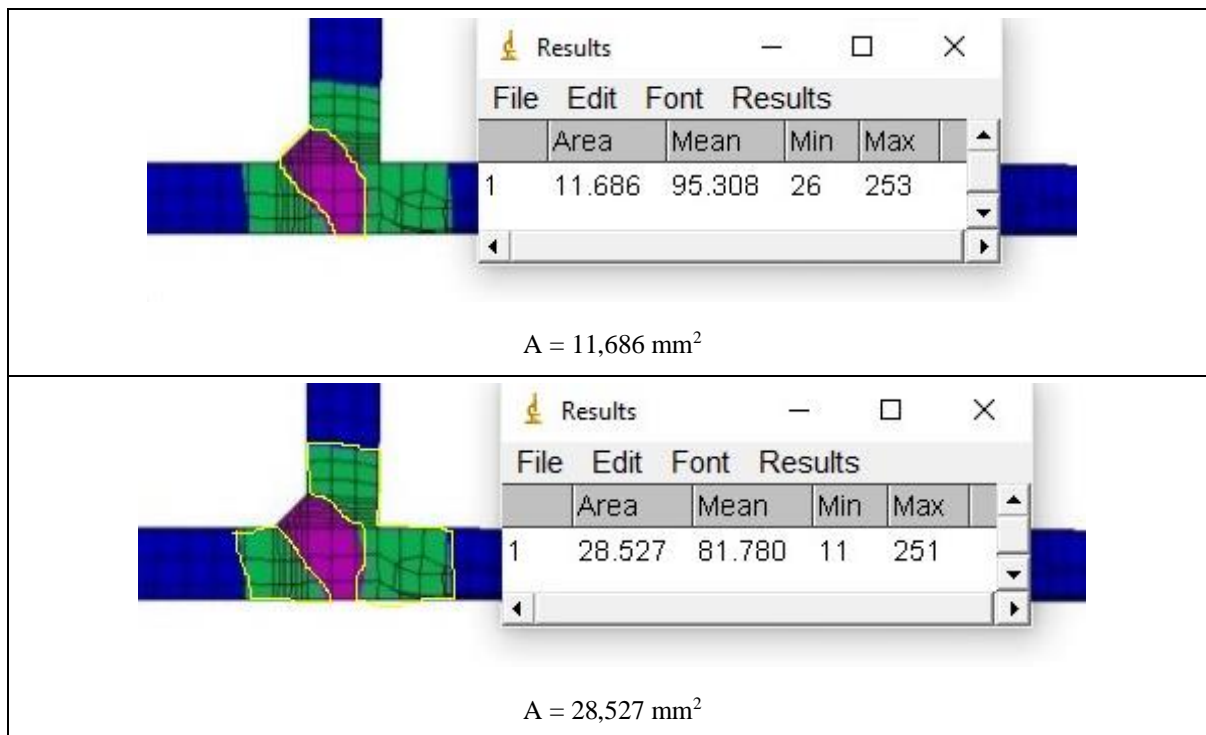 Results
File Edit Font Results
Area Mean Min Max
1 11.686 95.308 26 253
A = 11,686 mm²
Results
File Edit Font Results
Area Mean Min Max
1 28.527 81.780 11 251
A = 28,527 mm²